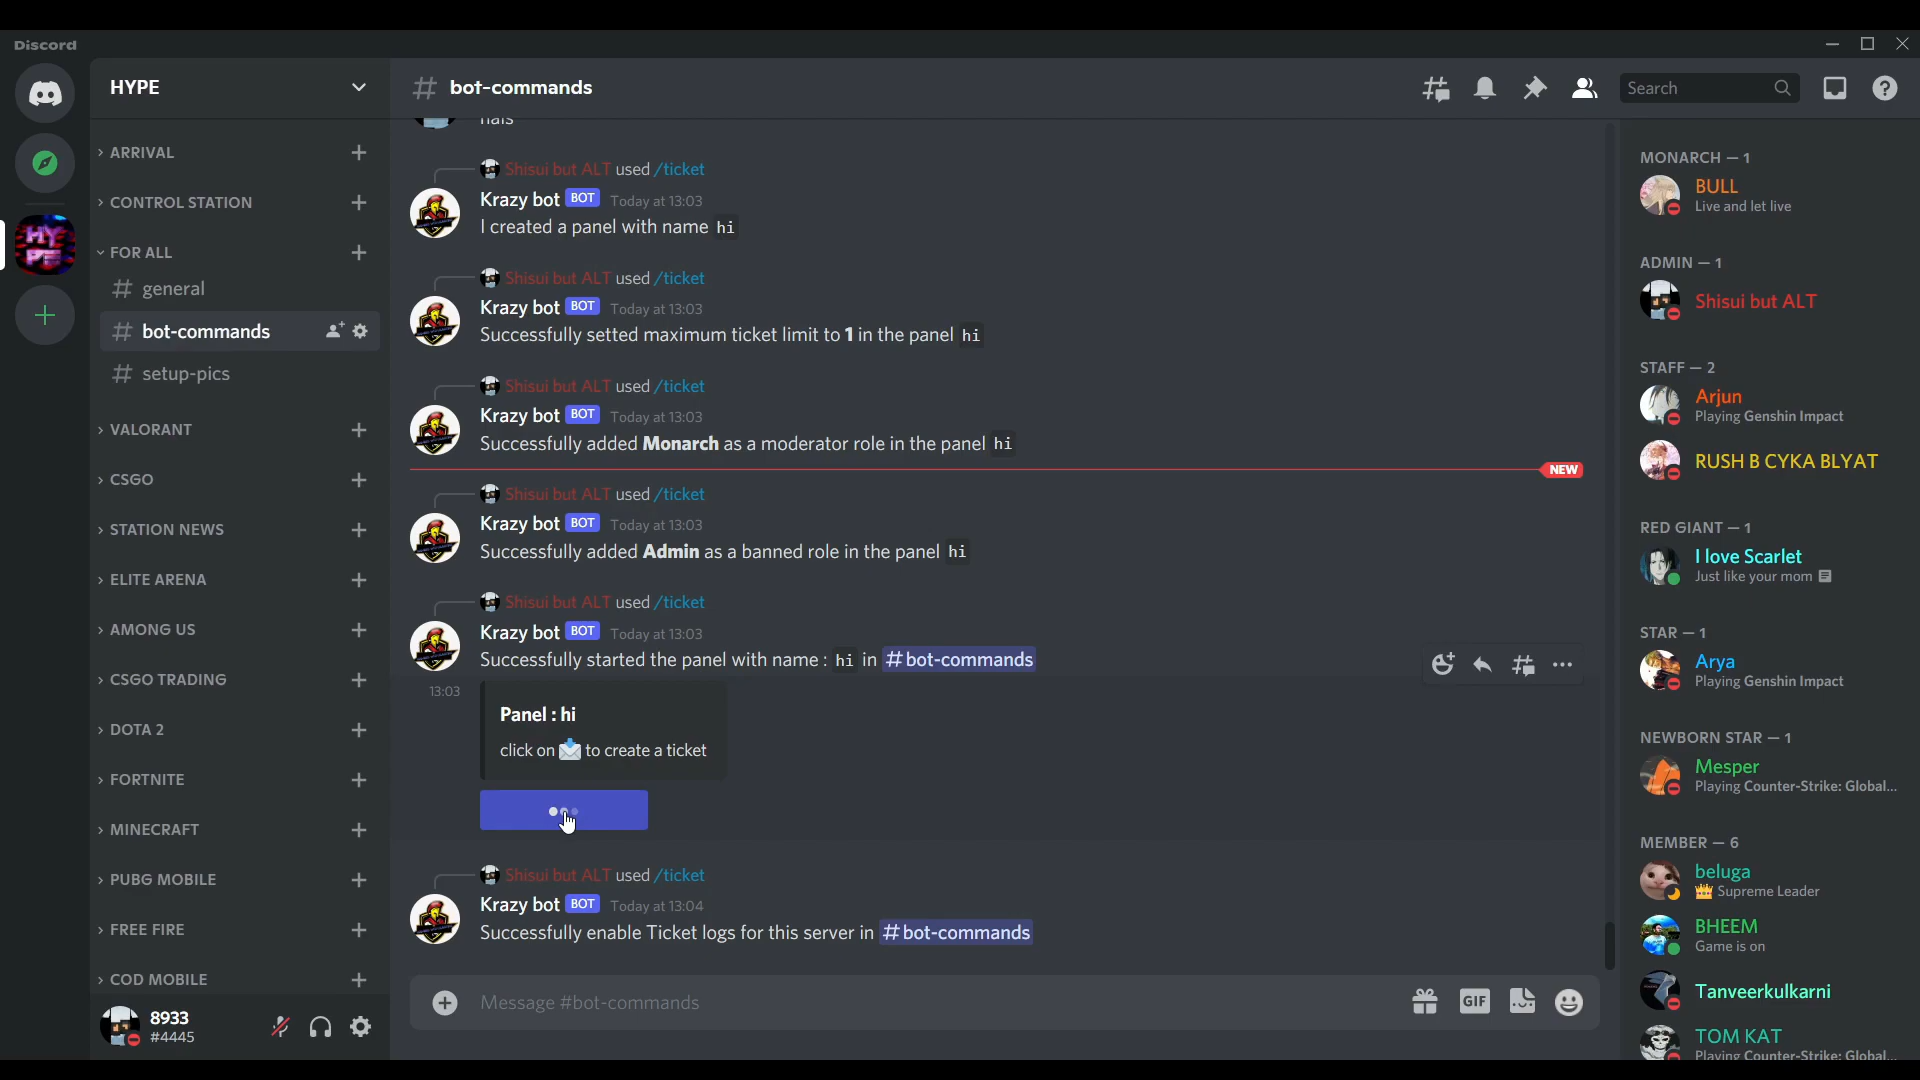 Discord
HYPE
ARRIVAL
CONTROL STATION
FOR ALL
general
bot-commands
setup-pics
VALORANT
CSGO
STATION NEWS
ELITE ARENA
AMONG US
CSGO TRADING
DOTA 2
FORTNITE
MINECRAFT
PUBG MOBILE
FREE FIRE
COD MOBILE
8933
#4445
bot-commands
Search
Shisui but ALT used /ticket
Krazy bot BOT Today at 13:03
I created a panel with name hi
Shisui but ALT used /ticket
Krazy bot BOT Today at 13:03
Successfully setted maximum ticket limit to 1 in the panel hi
Shisui but ALT used /ticket
Krazy bot BOT Today at 13:03
Successfully added Monarch as a moderator role in the panel hi
NEW
Shisui but ALT used /ticket
Krazy bot BOT Today at 13:03
Successfully added Admin as a banned role in the panel hi
Shisui but ALT used /ticket
Krazy bot BOT Today at 13:03
Successfully started the panel with name : hi in #bot-commands
13:03
Panel : hi
click on 📩 to create a ticket
Shisui but ALT used /ticket
Krazy bot BOT Today at 13:04
Successfully enable Ticket logs for this server in #bot-commands
Message #bot-commands
GIF
MONARCH — 1
BULL
Live and let live
ADMIN — 1
Shisui but ALT
STAFF — 2
Arjun
Playing Genshin Impact
RUSH B CYKA BLYAT
RED GIANT — 1
I love Scarlet
Just like your mom
STAR — 1
Arya
Playing Genshin Impact
NEWBORN STAR — 1
Mesper
Playing Counter-Strike: Global...
MEMBER — 6
beluga
👑 Supreme Leader
BHEEM
Game is on
Tanveerkulkarni
TOM KAT
Playing Counter-Strike: Global...